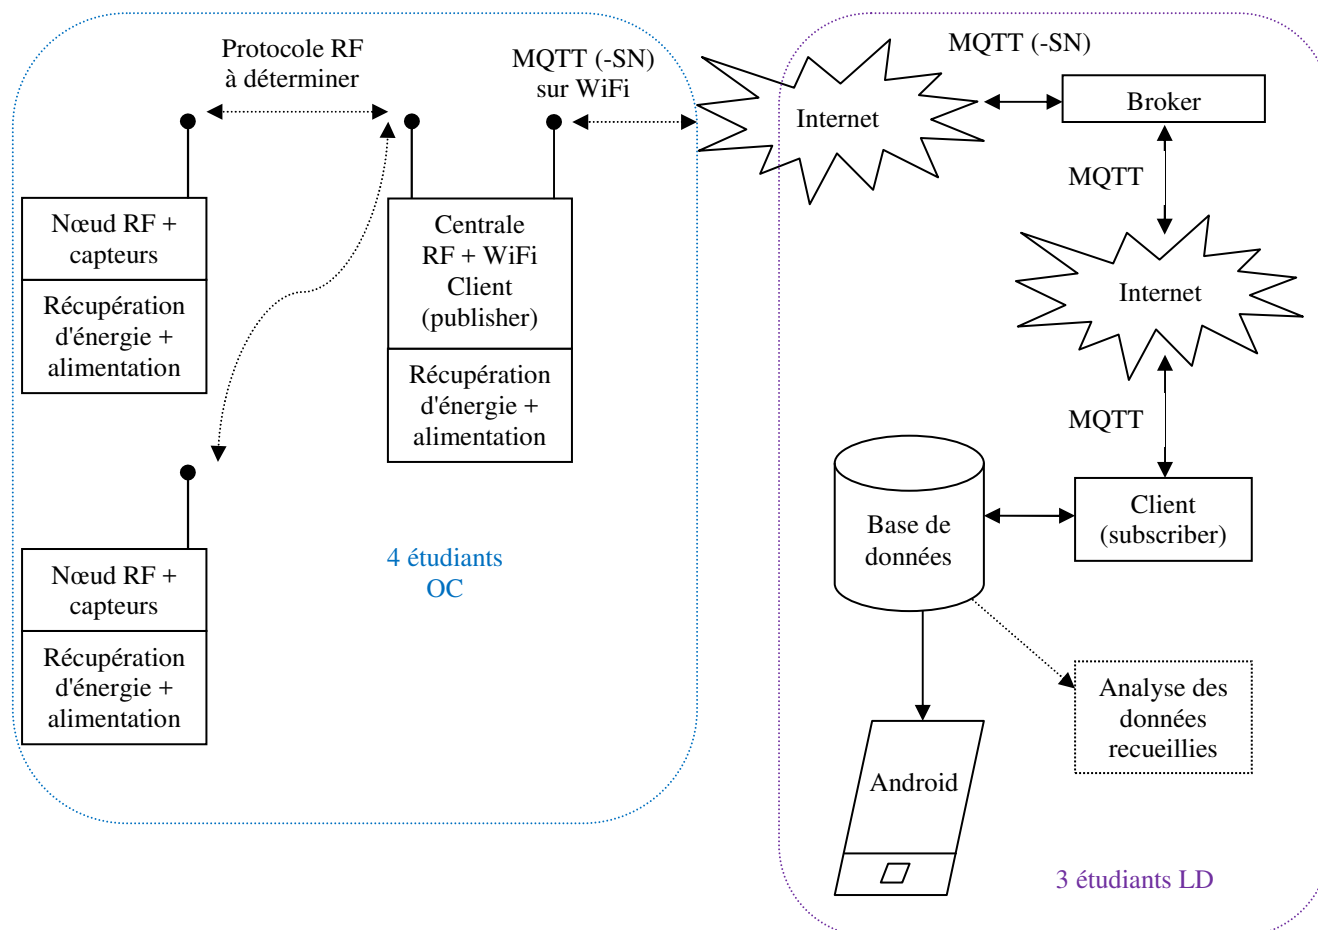 Protocole RF
à déterminer
MQTT (-SN)
sur WiFi
MQTT (-SN)
Internet
Broker
MQTT
Nœud RF +
capteurs
Récupération
d'énergie +
alimentation
Centrale
RF + WiFi
Client
(publisher)
Récupération
d'énergie +
alimentation
Internet
MQTT
Nœud RF +
capteurs
Récupération
d'énergie +
alimentation
4 étudiants
OC
Base de
données
Client
(subscriber)
Analyse des
données
recueillies
Android
3 étudiants LD